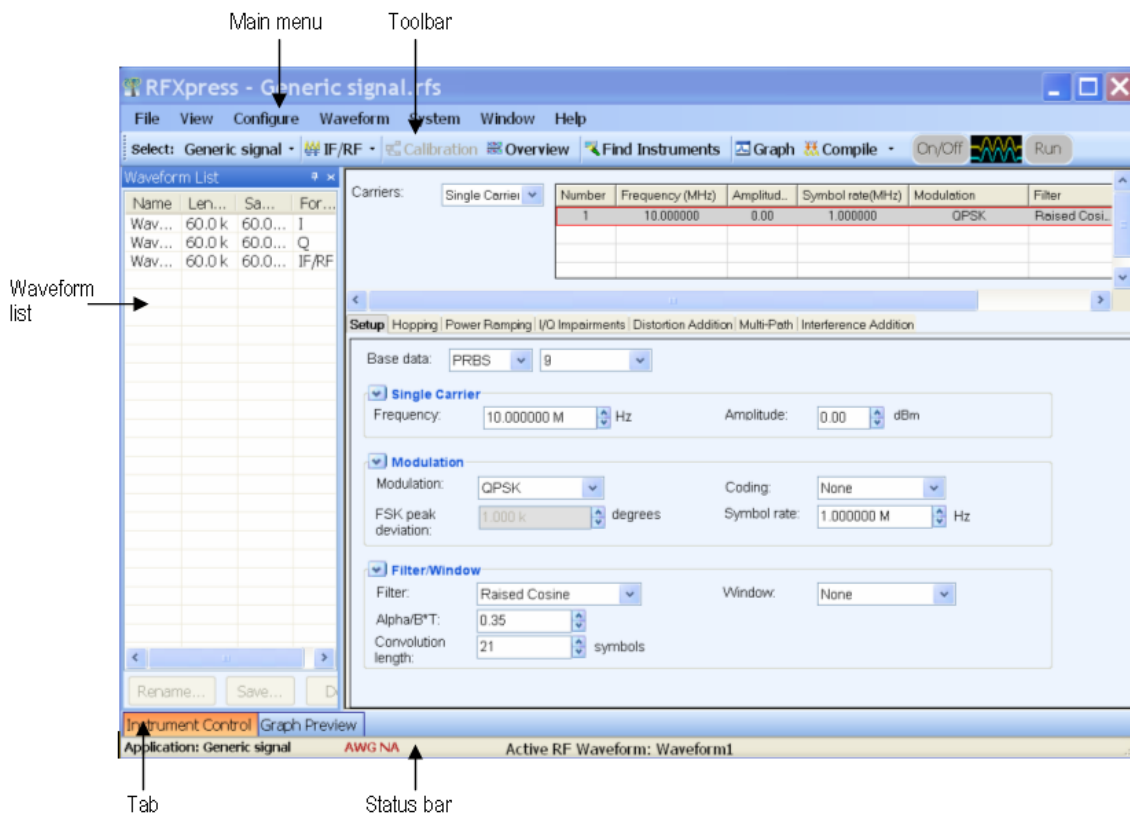 Main menu Toolbar
RFXpress - Generic signal.rfs
File View Configure Waveform System Window Help
Select: Generic signal IF/RF Calibration Overview Find Instruments Graph Compile On/Off Run
Waveform List
Name Len... Sa... For...
Wav... 60.0 k 60.0... I
Wav... 60.0 k 60.0... Q
Wav... 60.0 k 60.0... IF/RF
Waveform
list
Rename... Save... D
Carriers: Single Carrier
Number Frequency (MHz) Amplitud.. Symbol rate(MHz) Modulation Filter
1 10.000000 0.00 1.000000 QPSK Raised Cosi..
Setup Hopping Power Ramping I/Q Impairments Distortion Addition Multi-Path Interference Addition
Base data: PRBS 9
Single Carrier
Frequency: 10.000000 M Hz Amplitude: 0.00 dBm
Modulation
Modulation: QPSK Coding: None
FSK peak
deviation: 1.000 k degrees Symbol rate: 1.000000 M Hz
Filter/Window
Filter: Raised Cosine Window: None
Alpha/B*T: 0.35
Convolution
length: 21 symbols
Instrument Control Graph Preview
Application: Generic signal AWG NA Active RF Waveform: Waveform1
Tab Status bar